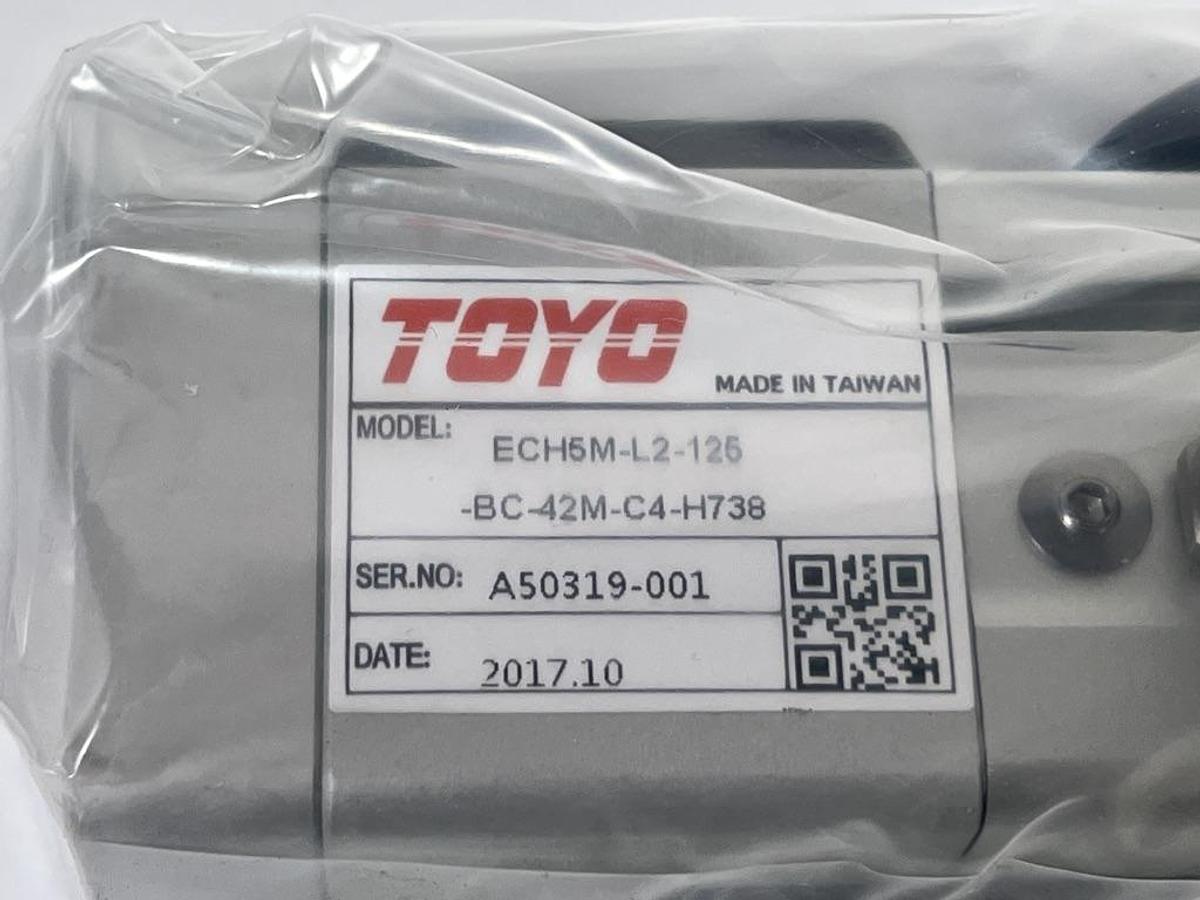 TOYO
MADE IN TAIWAN
MODEL: ECH5M-L2-125
-BC-42M-C4-H738
SER.NO: A50319-001
DATE: 2017.10